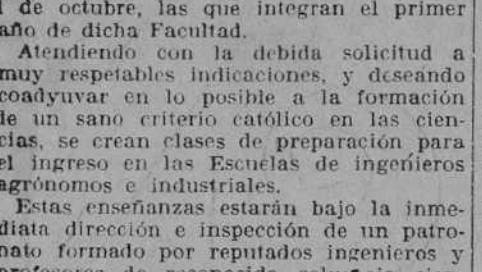 de octubre, las que integran el primer
año de dicha Facultad.
Atendiendo con la debida solicitud a
muy respetables indicaciones, y deseando
coadyuvar en lo posible a la formación
de un sano criterio católico en las cien-
cias, se crean clases de preparación para
el ingreso en las Escuelas de ingenieros
agrónomos e industriales.
Estas enseñanzas estarán bajo la inme-
diata dirección e inspección de un patro-
nato formado por reputados ingenieros y